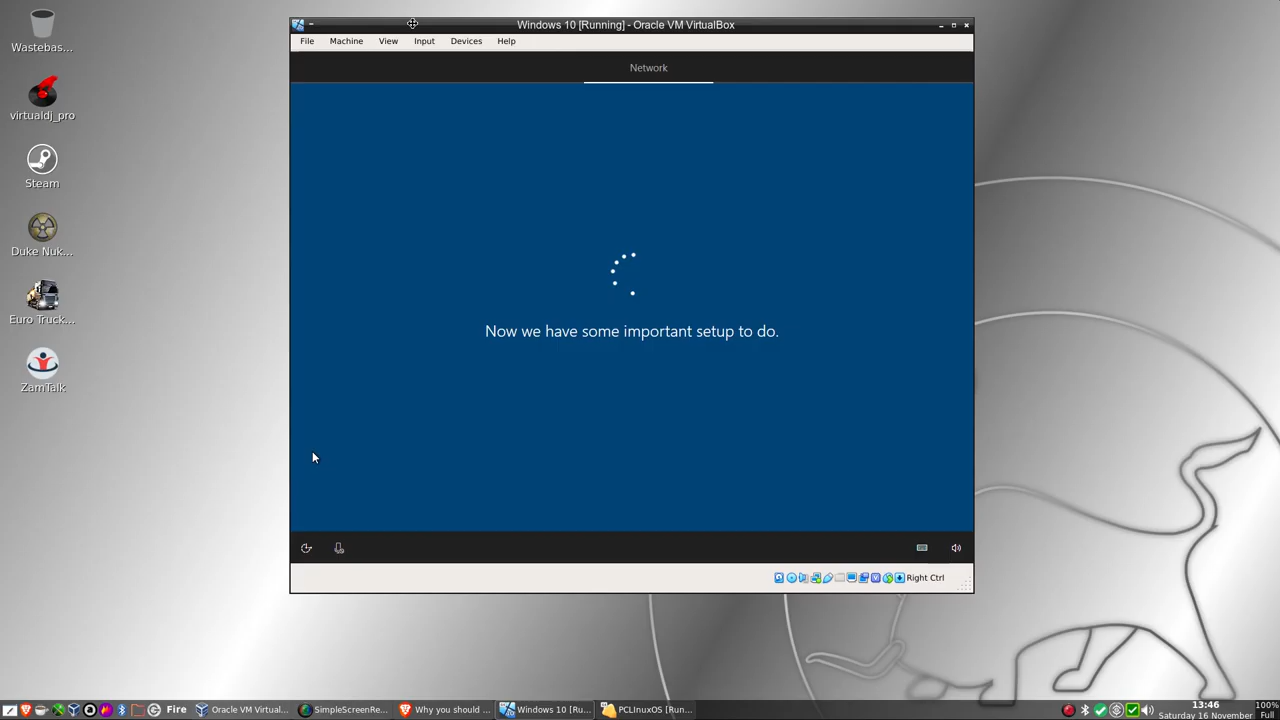 Windows 10 [Running] - Oracle VM VirtualBox
File Machine View Input Devices Help
Network
Wastebas...
virtualdj_pro
Steam
Duke Nuk...
Euro Truck...
ZamTalk
Now we have some important setup to do.
Right Ctrl
Fire
Oracle VM Virtual...
SimpleScreenRe...
Why you should ...
Windows 10 [Ru...
PCLInuxOS [Run...
13:46
Saturday 16 November
100%
Full